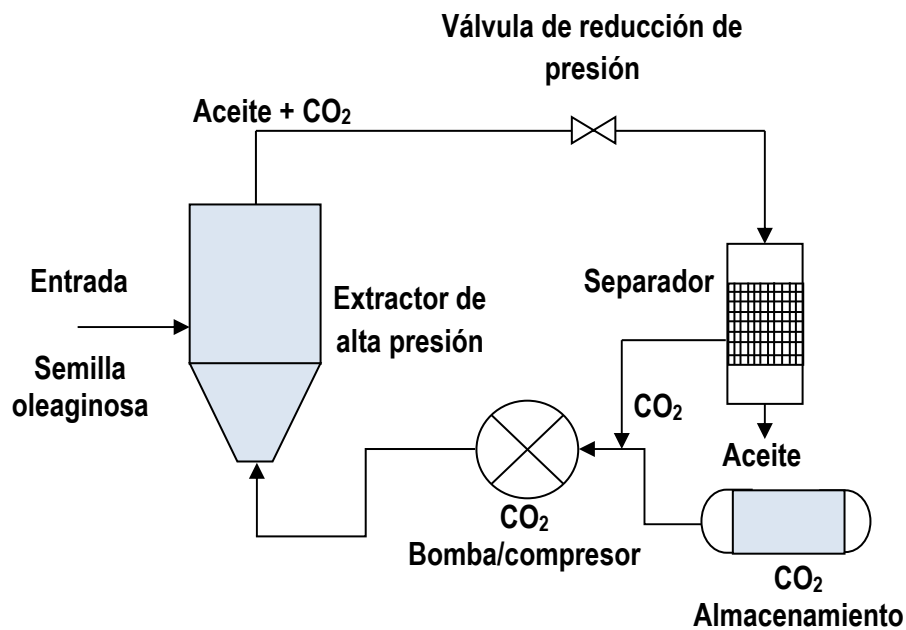 Válvula de reducción de
presión
Aceite + CO₂
Entrada
Semilla
oleaginosa
Extractor de
alta presión
Separador
CO₂
Aceite
CO₂
Bomba/compresor
CO₂
Almacenamiento